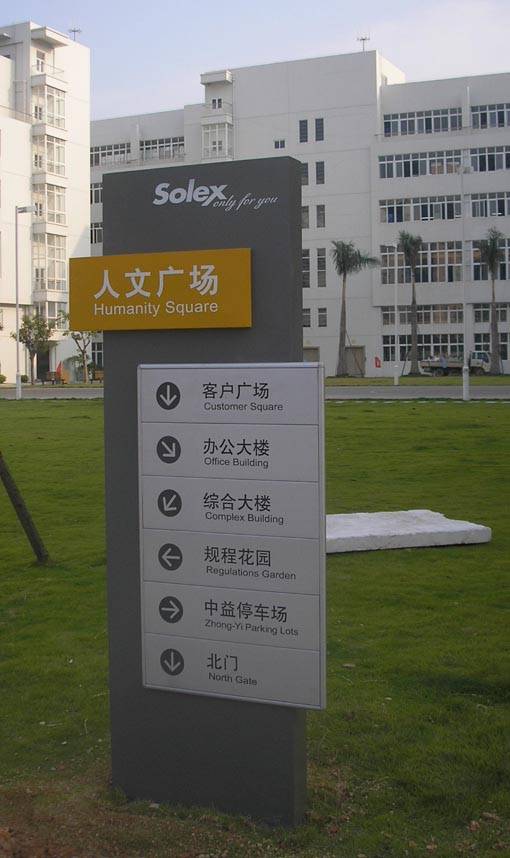 Solex
only for you
人文广场
Humanity Square
客户广场
Customer Square
办公大楼
Office Building
综合大楼
Complex Building
规程花园
Regulations Garden
中益停车场
Zhong-Yi Parking Lots
北门
North Gate